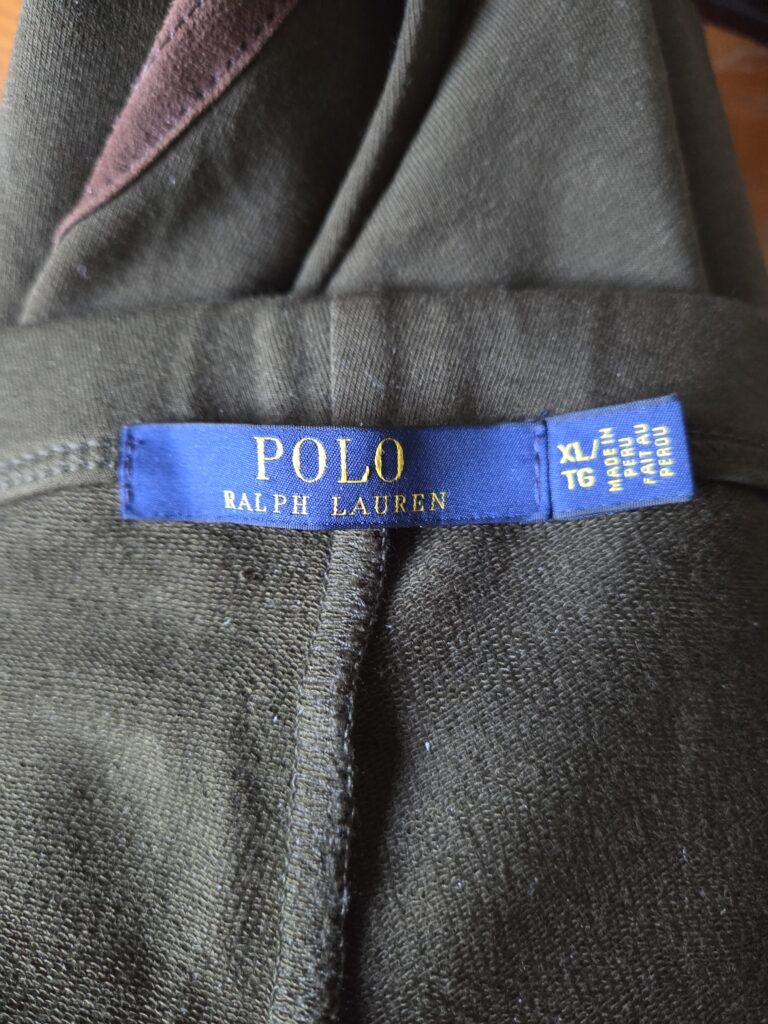 POLO
RALPH LAUREN
XL/
TG
MADE IN
PERU
FAIT AU
PEROU